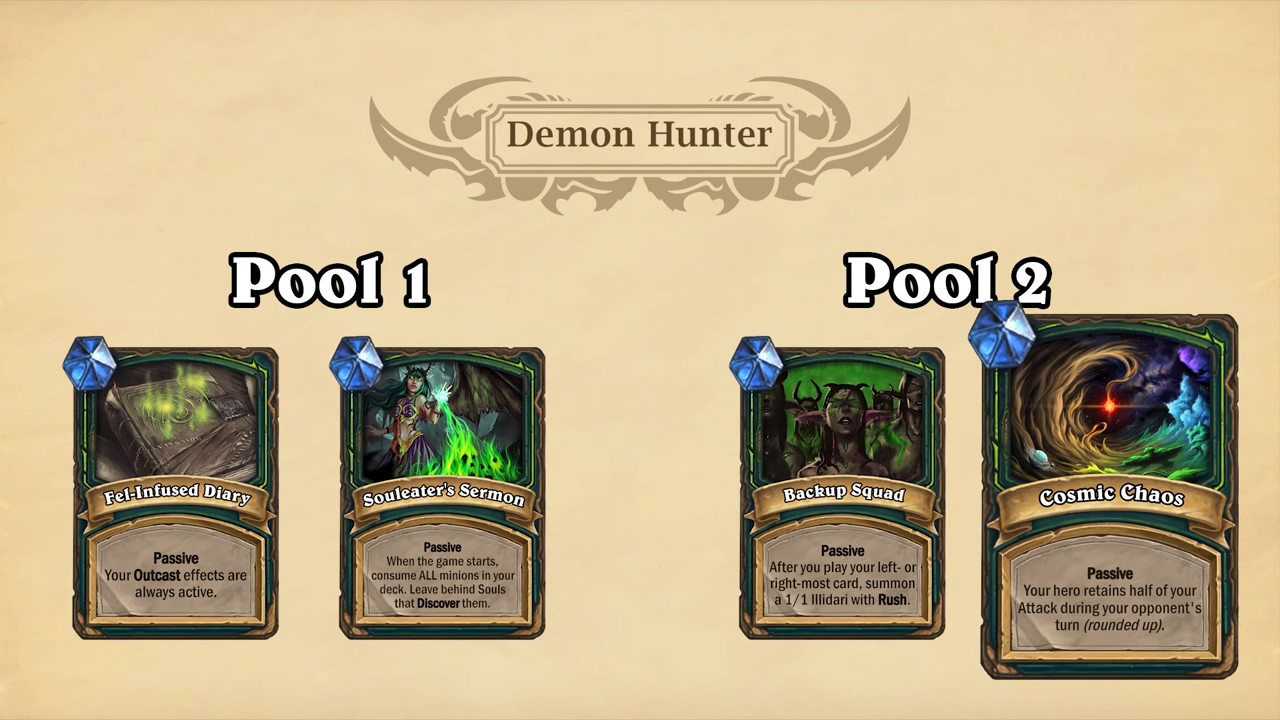 Demon Hunter
Pool 1
Pool 2
Fel-Infused Diary
Passive
Your Outcast effects are
always active.
Souleater's Sermon
Passive
When the game starts,
consume ALL minions in your
deck. Leave behind Souls
that Discover them.
Backup Squad
Passive
After you play your left- or
right-most card, summon
a 1/1 Illidari with Rush.
Cosmic Chaos
Passive
Your hero retains half of your
Attack during your opponent's
turn (rounded up).